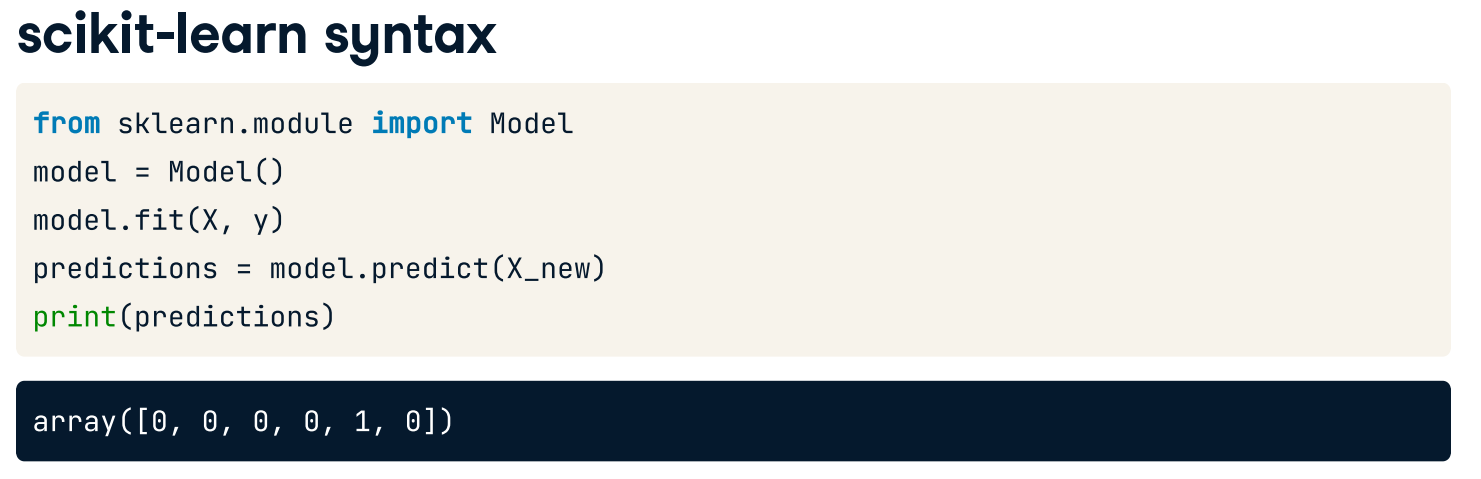 scikit-learn syntax
from sklearn.module import Model
model = Model()
model.fit(X, y)
predictions = model.predict(X_new)
print(predictions)
array([0, 0, 0, 0, 1, 0])